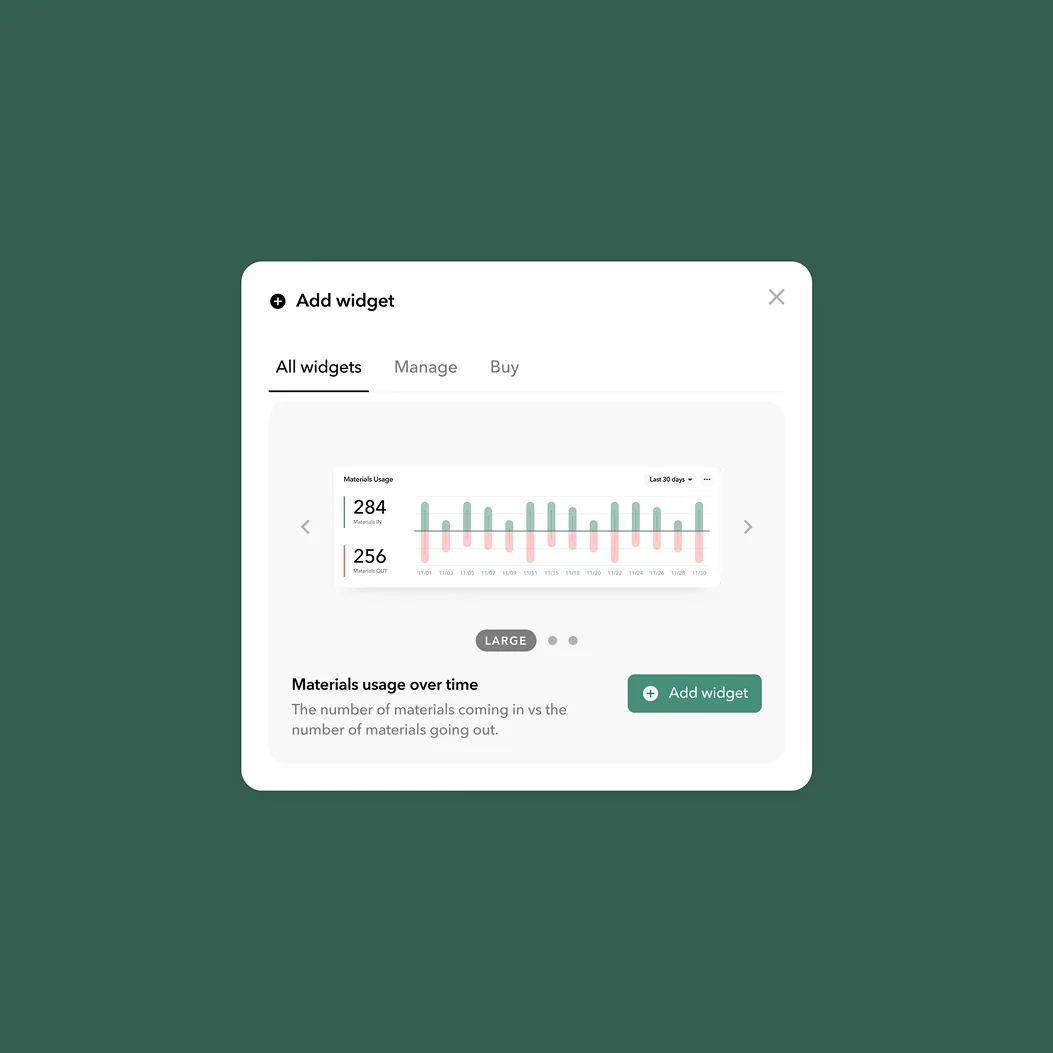 Add widget
All widgets Manage Buy
Materials Usage Last 30 days
284
Materials IN
256
Materials OUT
11/01 11/03 11/05 11/07 11/09 11/11 11/15 11/18 11/20 11/22 11/24 11/26 11/28 11/30
LARGE
Materials usage over time
The number of materials coming in vs the
number of materials going out.
Add widget